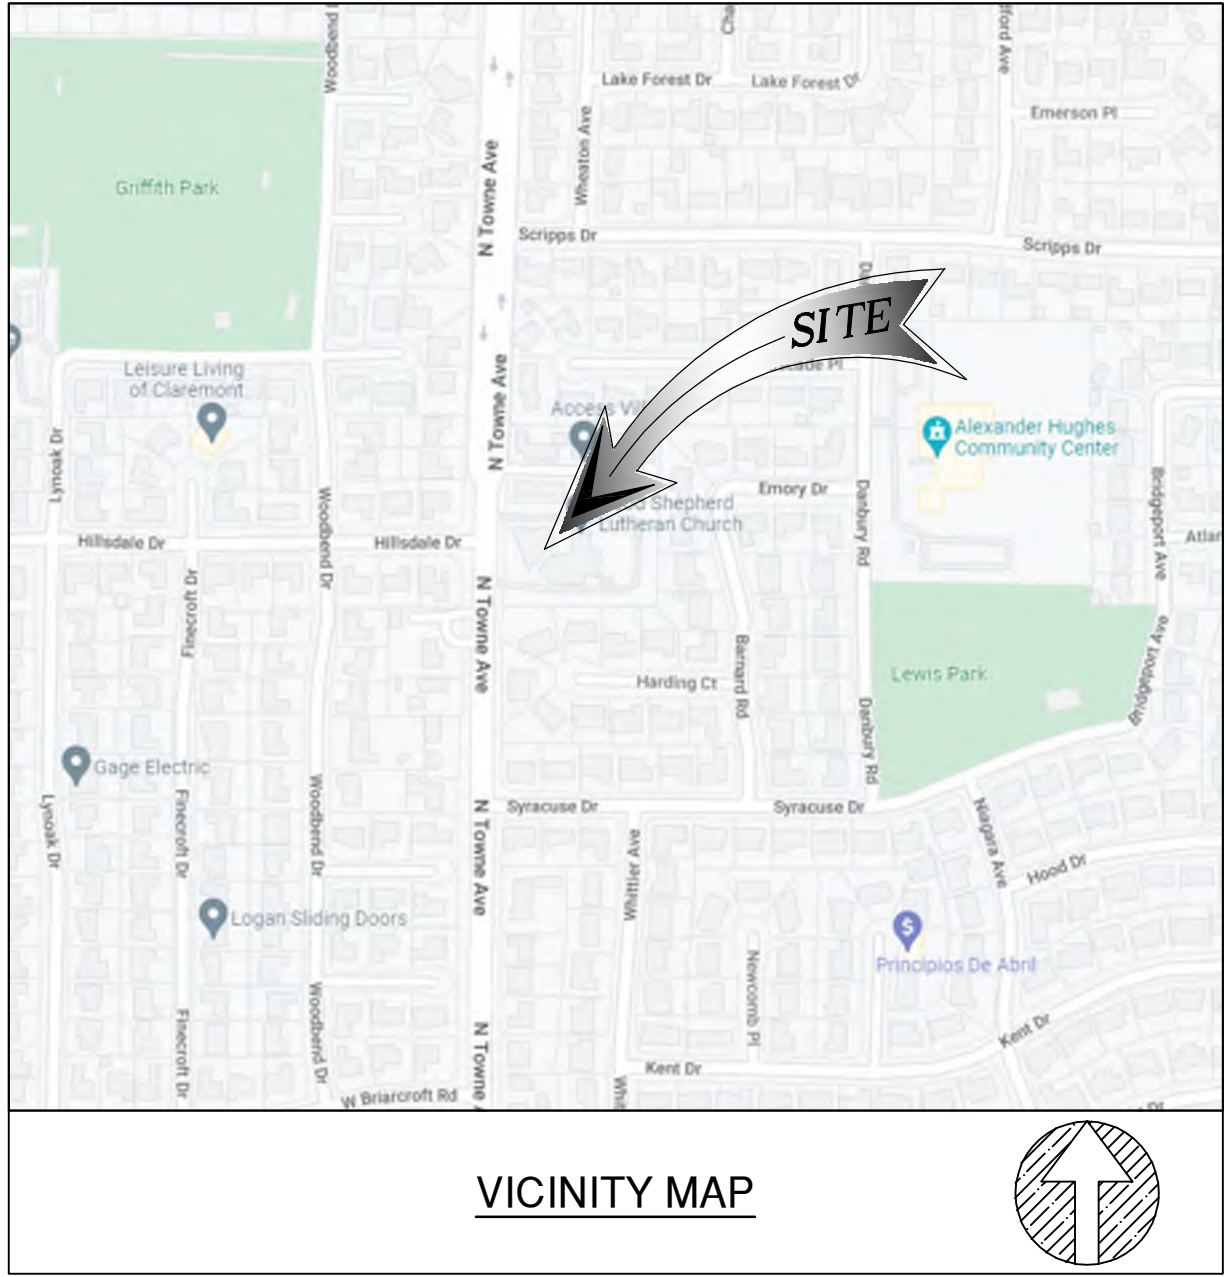 Woodbend
Lake Forest Dr
Lake Forest Dr
Emerson Pl
Wheaton Ave
Griffith Park
N Towne Ave
Scripps Dr
Scripps Dr
SITE
Leisure Living
of Claremont
N Towne Ave
Access
Alexander Hughes
Community Center
Lynoak Dr
Woodbend Dr
Emory Dr
Danbury Rd
Bridgeport Ave
Shepherd
Lutheran Church
Hillsdale Dr
Hillsdale Dr
Finecroft Dr
N Towne Ave
Barnard Rd
Harding Ct
Lewis Park
Bridgeport Ave
Danbury Rd
Gage Electric
Lynoak Dr
Finecroft Dr
Woodbend Dr
N Towne Ave
Syracuse Dr
Syracuse Dr
Whittier Ave
Niagara Ave
Hood Dr
Logan Sliding Doors
$
Principios De Abril
Newcomb Pl
Finecroft Dr
Woodbend Dr
N Towne
Kent Dr
Kent Dr
W Briarcroft Rd
VICINITY MAP